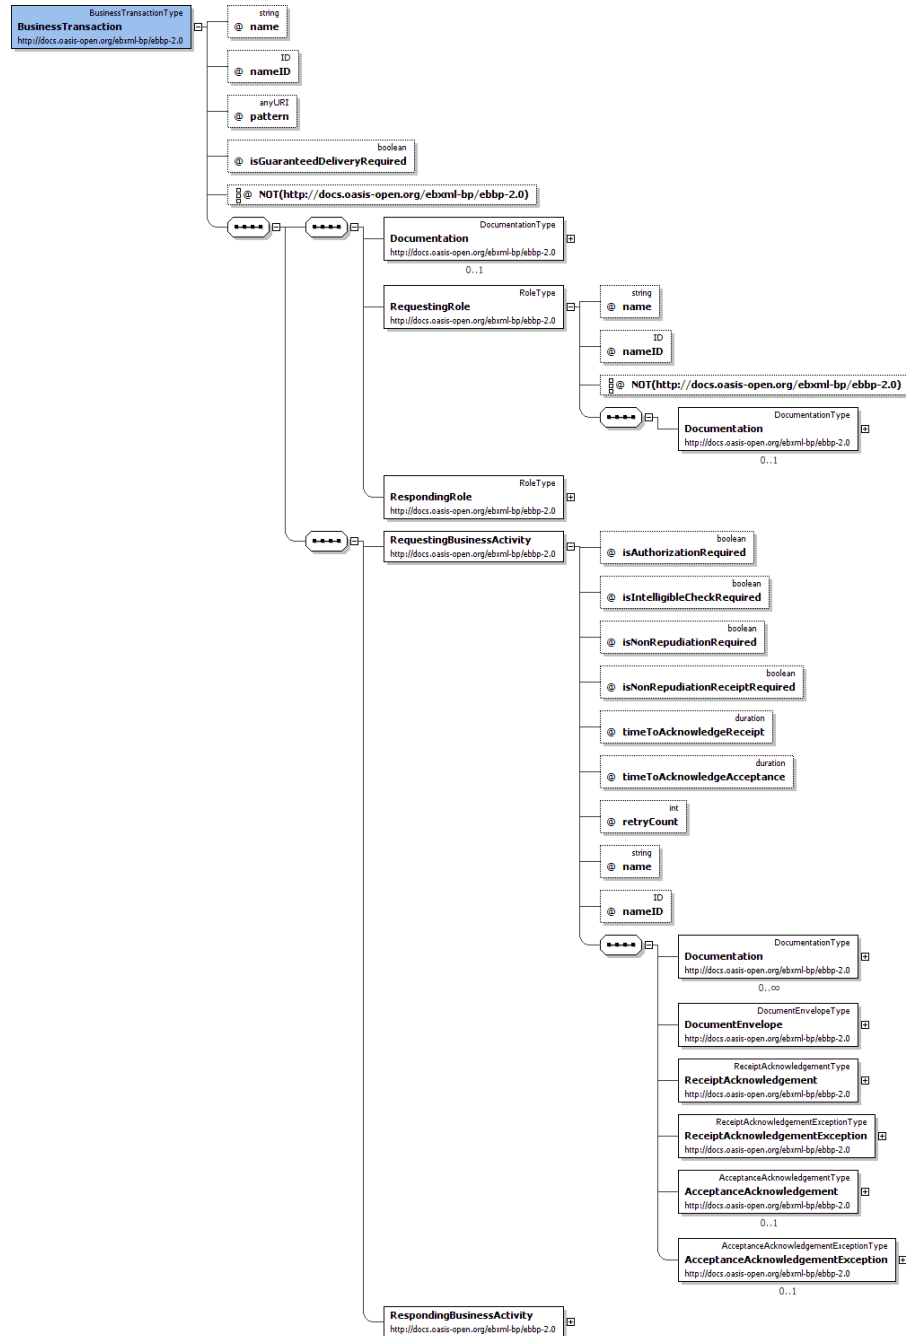 BusinessTransactionType
BusinessTransaction
http://docs.oasis-open.org/ebxml-bp/ebbp-2.0
string
@ name
ID
@ nameID
anyURI
@ pattern
boolean
@ isGuaranteedDeliveryRequired
@ NOT(http://docs.oasis-open.org/ebxml-bp/ebbp-2.0)
DocumentationType
Documentation
http://docs.oasis-open.org/ebxml-bp/ebbp-2.0
0..1
RoleType
RequestingRole
http://docs.oasis-open.org/ebxml-bp/ebbp-2.0
string
@ name
ID
@ nameID
@ NOT(http://docs.oasis-open.org/ebxml-bp/ebbp-2.0)
DocumentationType
Documentation
http://docs.oasis-open.org/ebxml-bp/ebbp-2.0
0..1
RoleType
RespondingRole
http://docs.oasis-open.org/ebxml-bp/ebbp-2.0
RequestingBusinessActivity
http://docs.oasis-open.org/ebxml-bp/ebbp-2.0
boolean
@ isAuthorizationRequired
boolean
@ isIntelligibleCheckRequired
boolean
@ isNonRepudiationRequired
boolean
@ isNonRepudiationReceiptRequired
duration
@ timeToAcknowledgeReceipt
duration
@ timeToAcknowledgeAcceptance
int
@ retryCount
string
@ name
ID
@ nameID
DocumentationType
Documentation
http://docs.oasis-open.org/ebxml-bp/ebbp-2.0
0..∞
DocumentEnvelopeType
DocumentEnvelope
http://docs.oasis-open.org/ebxml-bp/ebbp-2.0
ReceiptAcknowledgementType
ReceiptAcknowledgement
http://docs.oasis-open.org/ebxml-bp/ebbp-2.0
ReceiptAcknowledgementExceptionType
ReceiptAcknowledgementException
http://docs.oasis-open.org/ebxml-bp/ebbp-2.0
AcceptanceAcknowledgementType
AcceptanceAcknowledgement
http://docs.oasis-open.org/ebxml-bp/ebbp-2.0
0..1
AcceptanceAcknowledgementExceptionType
AcceptanceAcknowledgementException
http://docs.oasis-open.org/ebxml-bp/ebbp-2.0
0..1
RespondingBusinessActivity
http://docs.oasis-open.org/ebxml-bp/ebbp-2.0